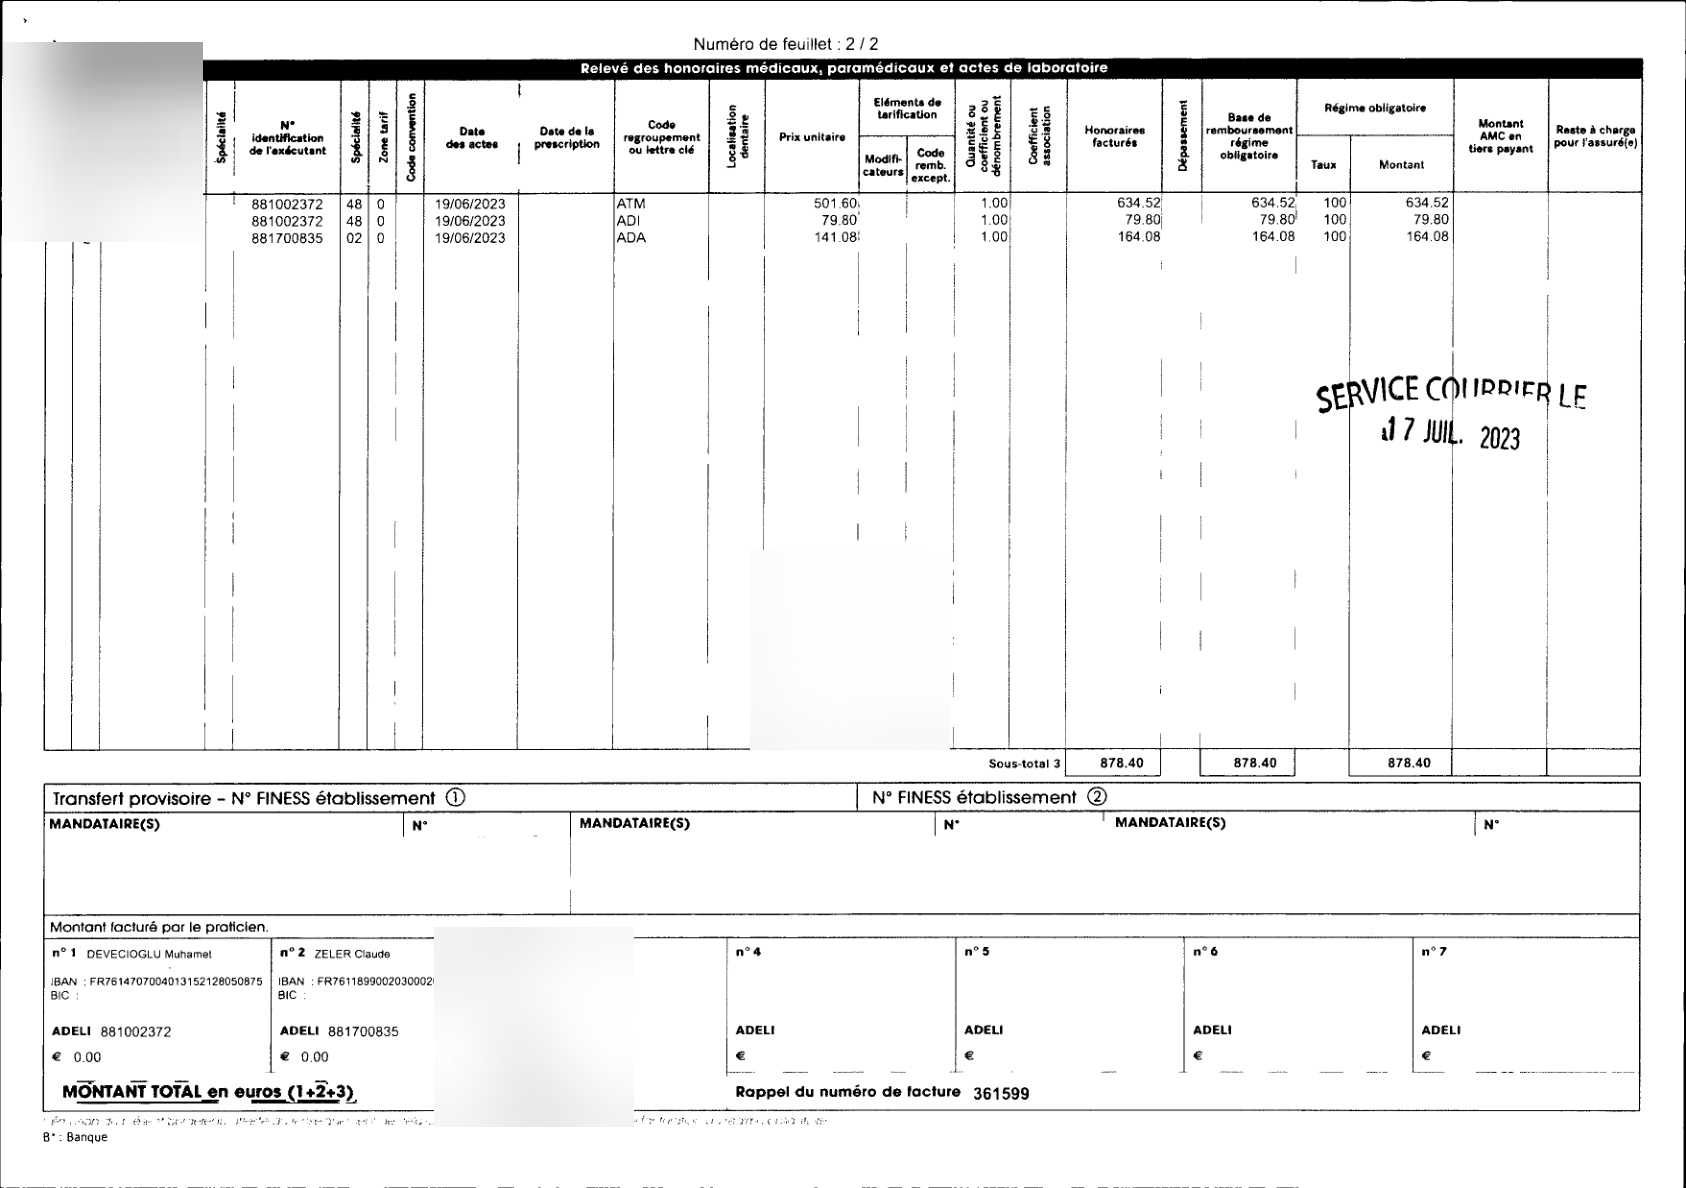 Numéro de feuillet : 2 / 2
Relevé des honoraires médicaux, paramédicaux et actes de laboratoire
Spécialité
N° identification de l'exécutant
Spécialité
Zone tarif
Code convention
Date des actes
Date de la prescription
Code regroupement ou lettre clé
Localisation dentaire
Prix unitaire
Eléments de tarification
Modifi-cateurs
Code remb. except.
Quantité ou coefficient ou dénombrement
Coefficient association
Honoraires facturés
Dépassement
Base de remboursement régime obligatoire
Régime obligatoire
Taux
Montant
Montant AMC en tiers payant
Reste à charge pour l'assuré(e)
881002372 48 0 19/06/2023 ATM 501.60 1.00 634.52 634.52 100 634.52
881002372 48 0 19/06/2023 ADI 79.80 1.00 79.80 79.80 100 79.80
881700835 02 0 19/06/2023 ADA 141.08 1.00 164.08 164.08 100 164.08
SERVICE COURRIER LE
17 JUIL. 2023
Sous-total 3 878.40 878.40 878.40
Transfert provisoire – N° FINESS établissement ① N° FINESS établissement ②
MANDATAIRE(S) N° MANDATAIRE(S) N° MANDATAIRE(S) N°
Montant facturé par le praticien.
n° 1 DEVECIOGLU Muhamet n° 2 ZELER Claude n° 4 n° 5 n° 6 n° 7
IBAN : FR7614707004013152128050875 IBAN : FR761189900203000
BIC : BIC :
ADELI 881002372 ADELI 881700835 ADELI ADELI ADELI ADELI
€ 0.00 € 0.00 € € € €
MONTANT TOTAL en euros (1+2+3) Rappel du numéro de facture 361599
B* : Banque